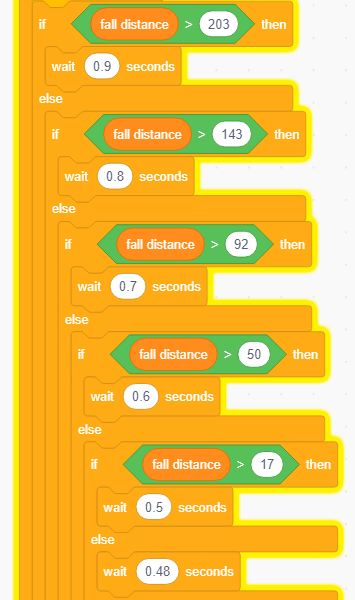 if fall distance > 203 then
wait 0.9 seconds
else
if fall distance > 143 then
wait 0.8 seconds
else
if fall distance > 92 then
wait 0.7 seconds
else
if fall distance > 50 then
wait 0.6 seconds
else
if fall distance > 17 then
wait 0.5 seconds
else
wait 0.48 seconds